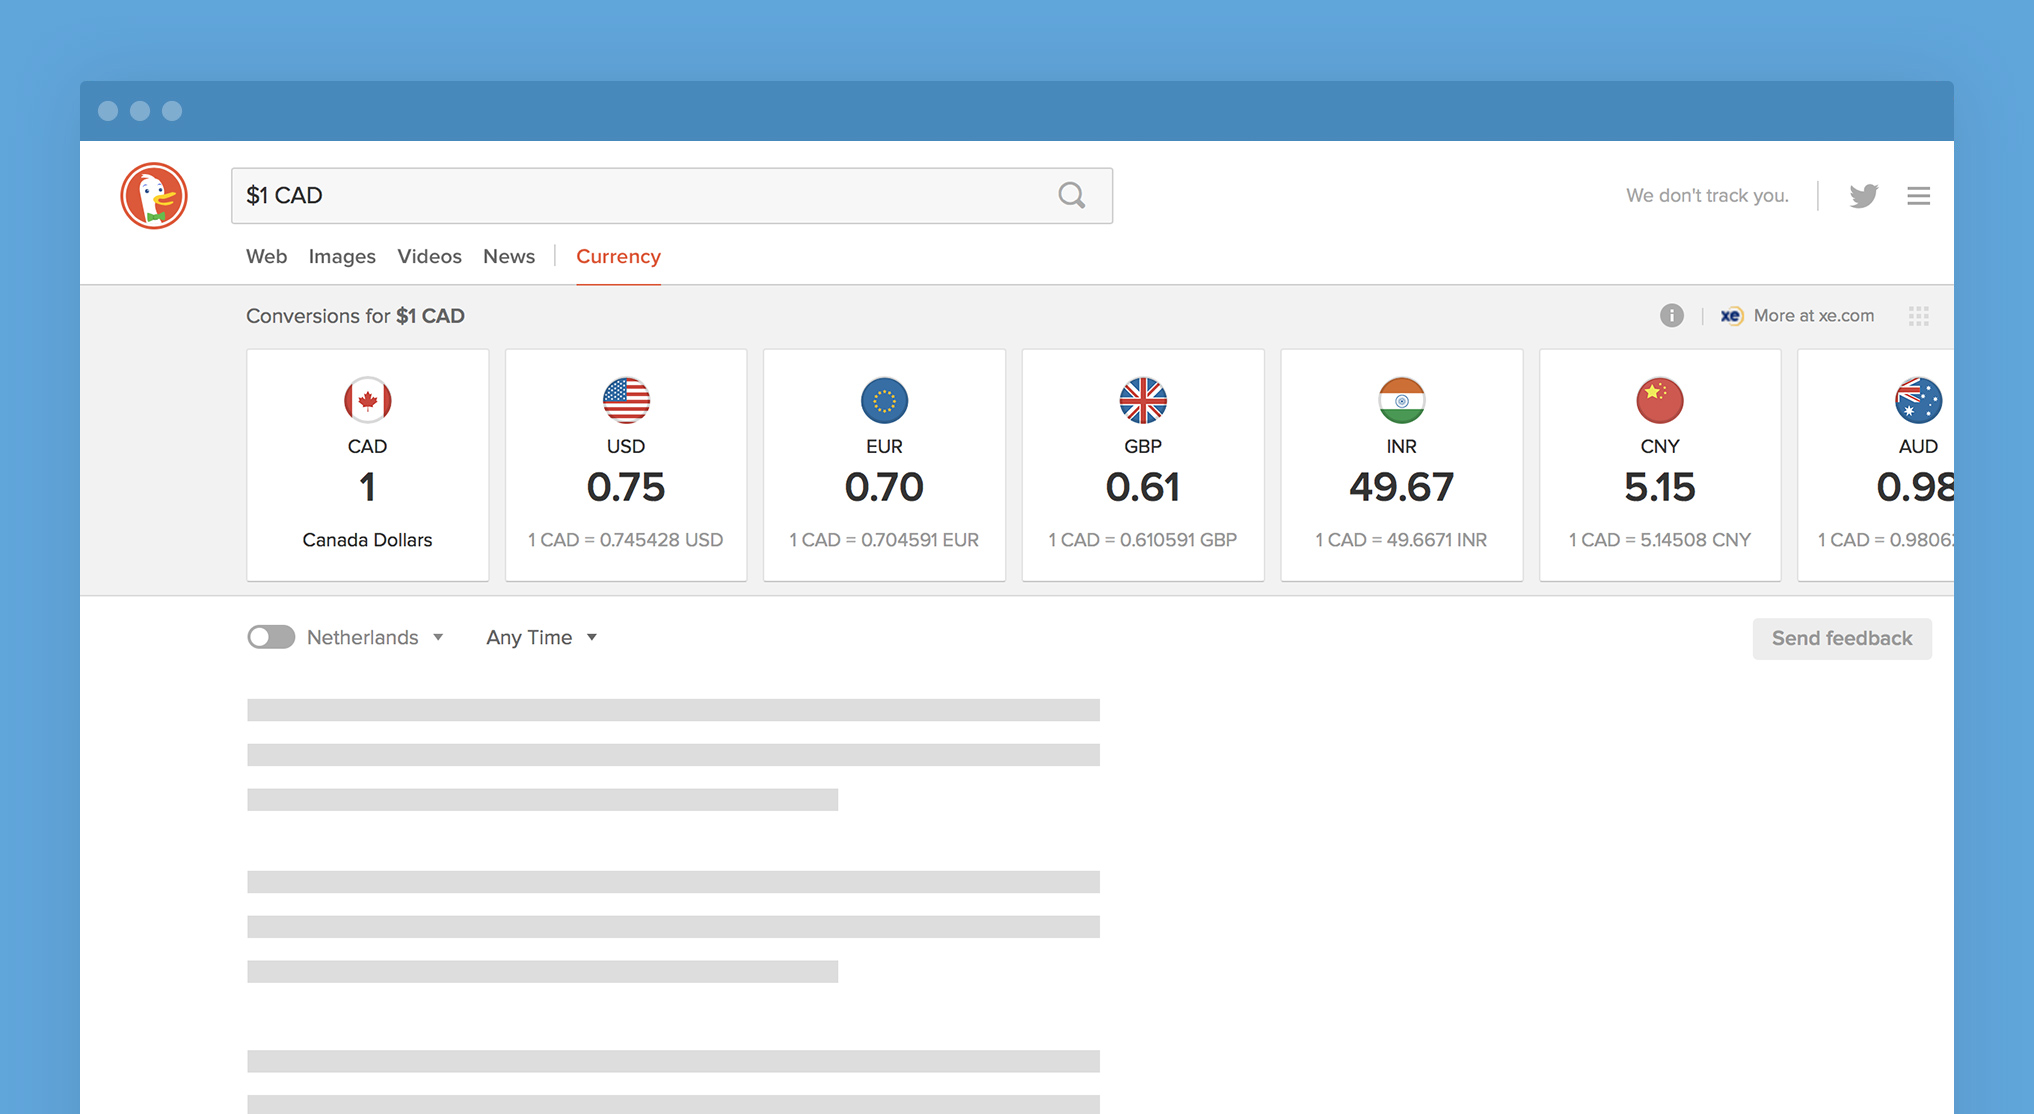 $1 CAD
We don't track you.
Web Images Videos News Currency
Conversions for $1 CAD
xe More at xe.com
CAD
1
Canada Dollars
USD
0.75
1 CAD = 0.745428 USD
EUR
0.70
1 CAD = 0.704591 EUR
GBP
0.61
1 CAD = 0.610591 GBP
INR
49.67
1 CAD = 49.6671 INR
CNY
5.15
1 CAD = 5.14508 CNY
AUD
0.98
1 CAD = 0.9806
Netherlands Any Time
Send feedback